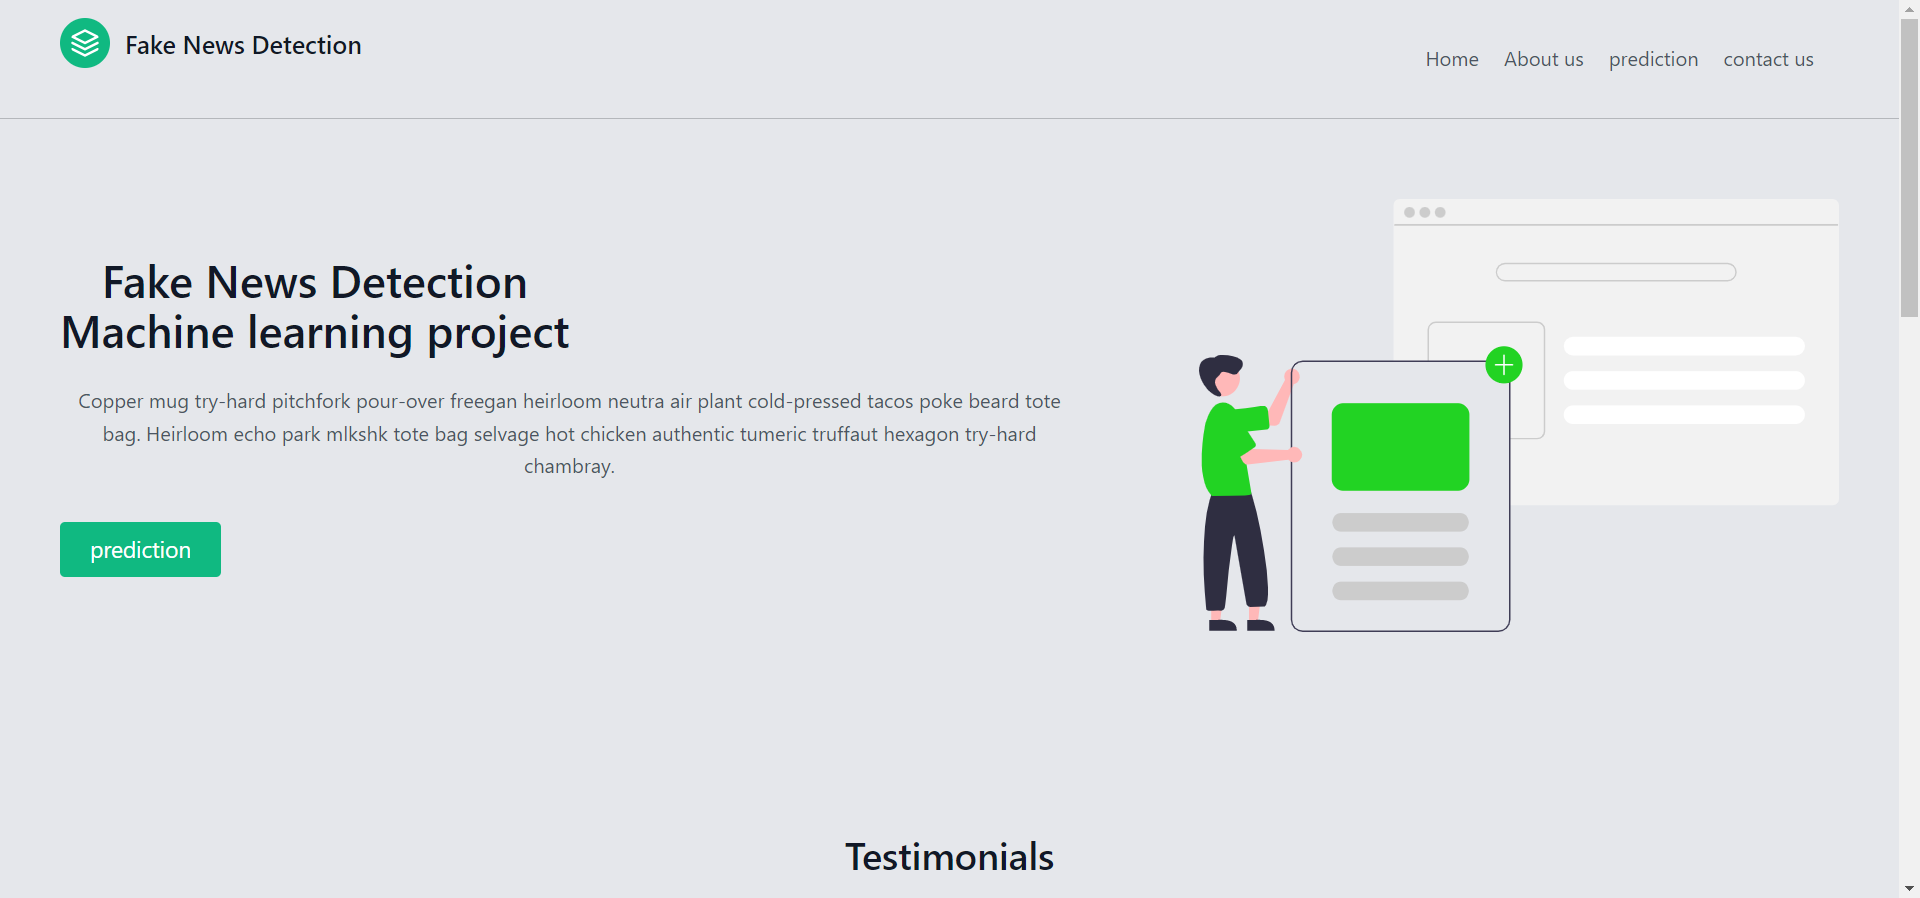 Fake News Detection
Home
About us
prediction
contact us
Fake News Detection
Machine learning project
Copper mug try-hard pitchfork pour-over freegan heirloom neutra air plant cold-pressed tacos poke beard tote
bag. Heirloom echo park mlkshk tote bag selvage hot chicken authentic tumeric truffaut hexagon try-hard
chambray.
prediction
Testimonials